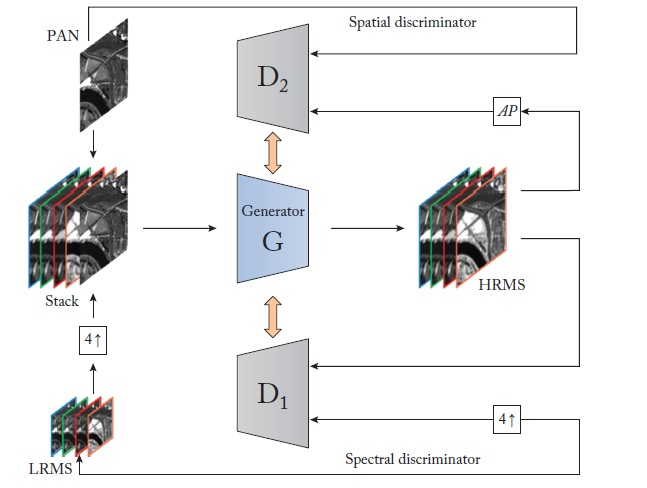 Spatial discriminator
PAN
D2
AP
Generator
G
HRMS
Stack
4↑
D1
4↑
Spectral discriminator
LRMS